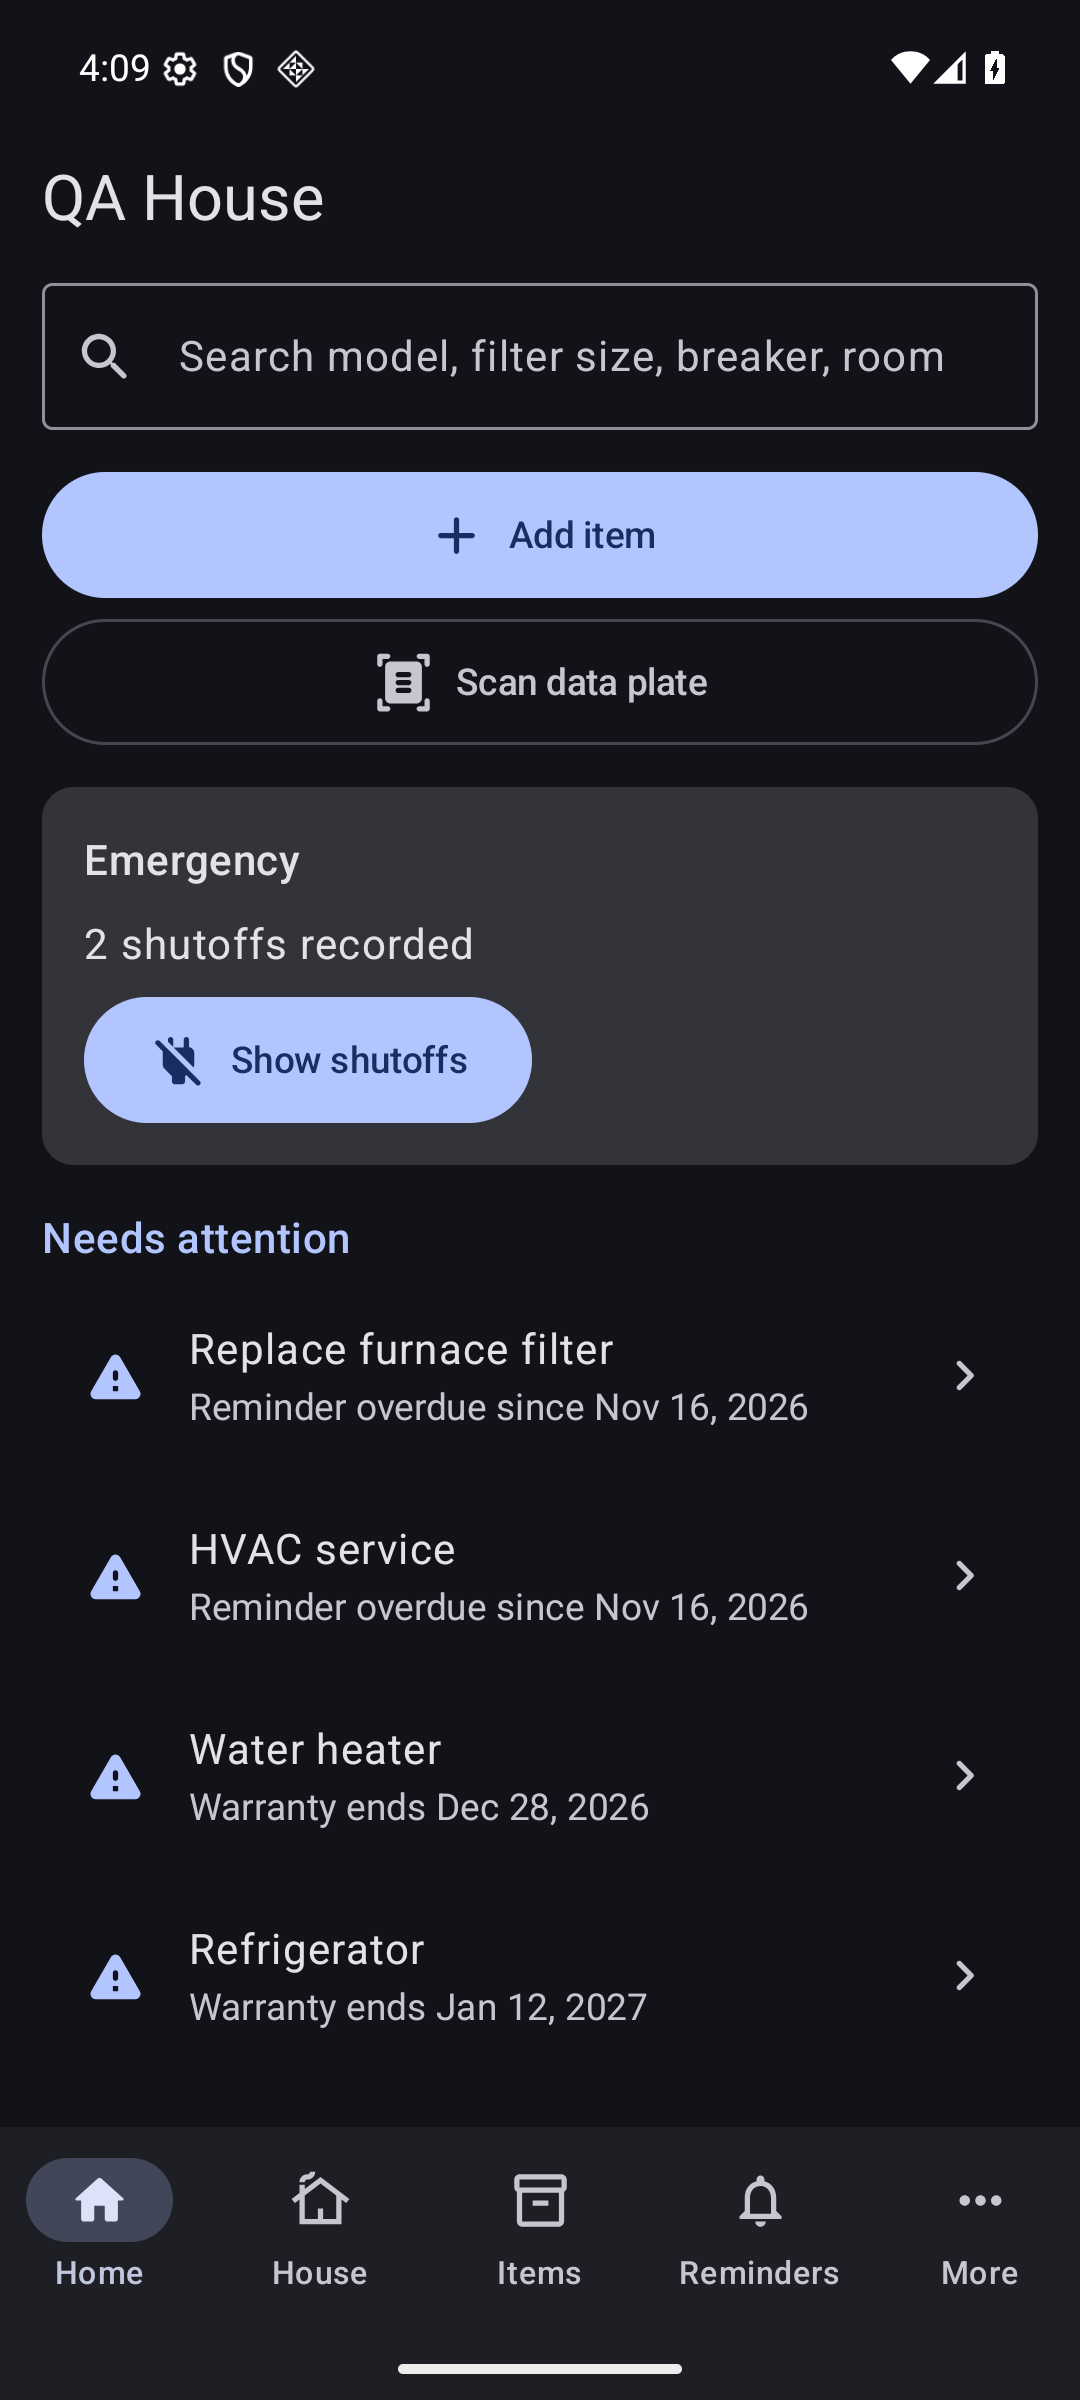 4:09
QA House
Search model, filter size, breaker, room
Add item
Scan data plate
Emergency
2 shutoffs recorded
Show shutoffs
Needs attention
Replace furnace filter
Reminder overdue since Nov 16, 2026
HVAC service
Reminder overdue since Nov 16, 2026
Water heater
Warranty ends Dec 28, 2026
Refrigerator
Warranty ends Jan 12, 2027
Home House Items Reminders More